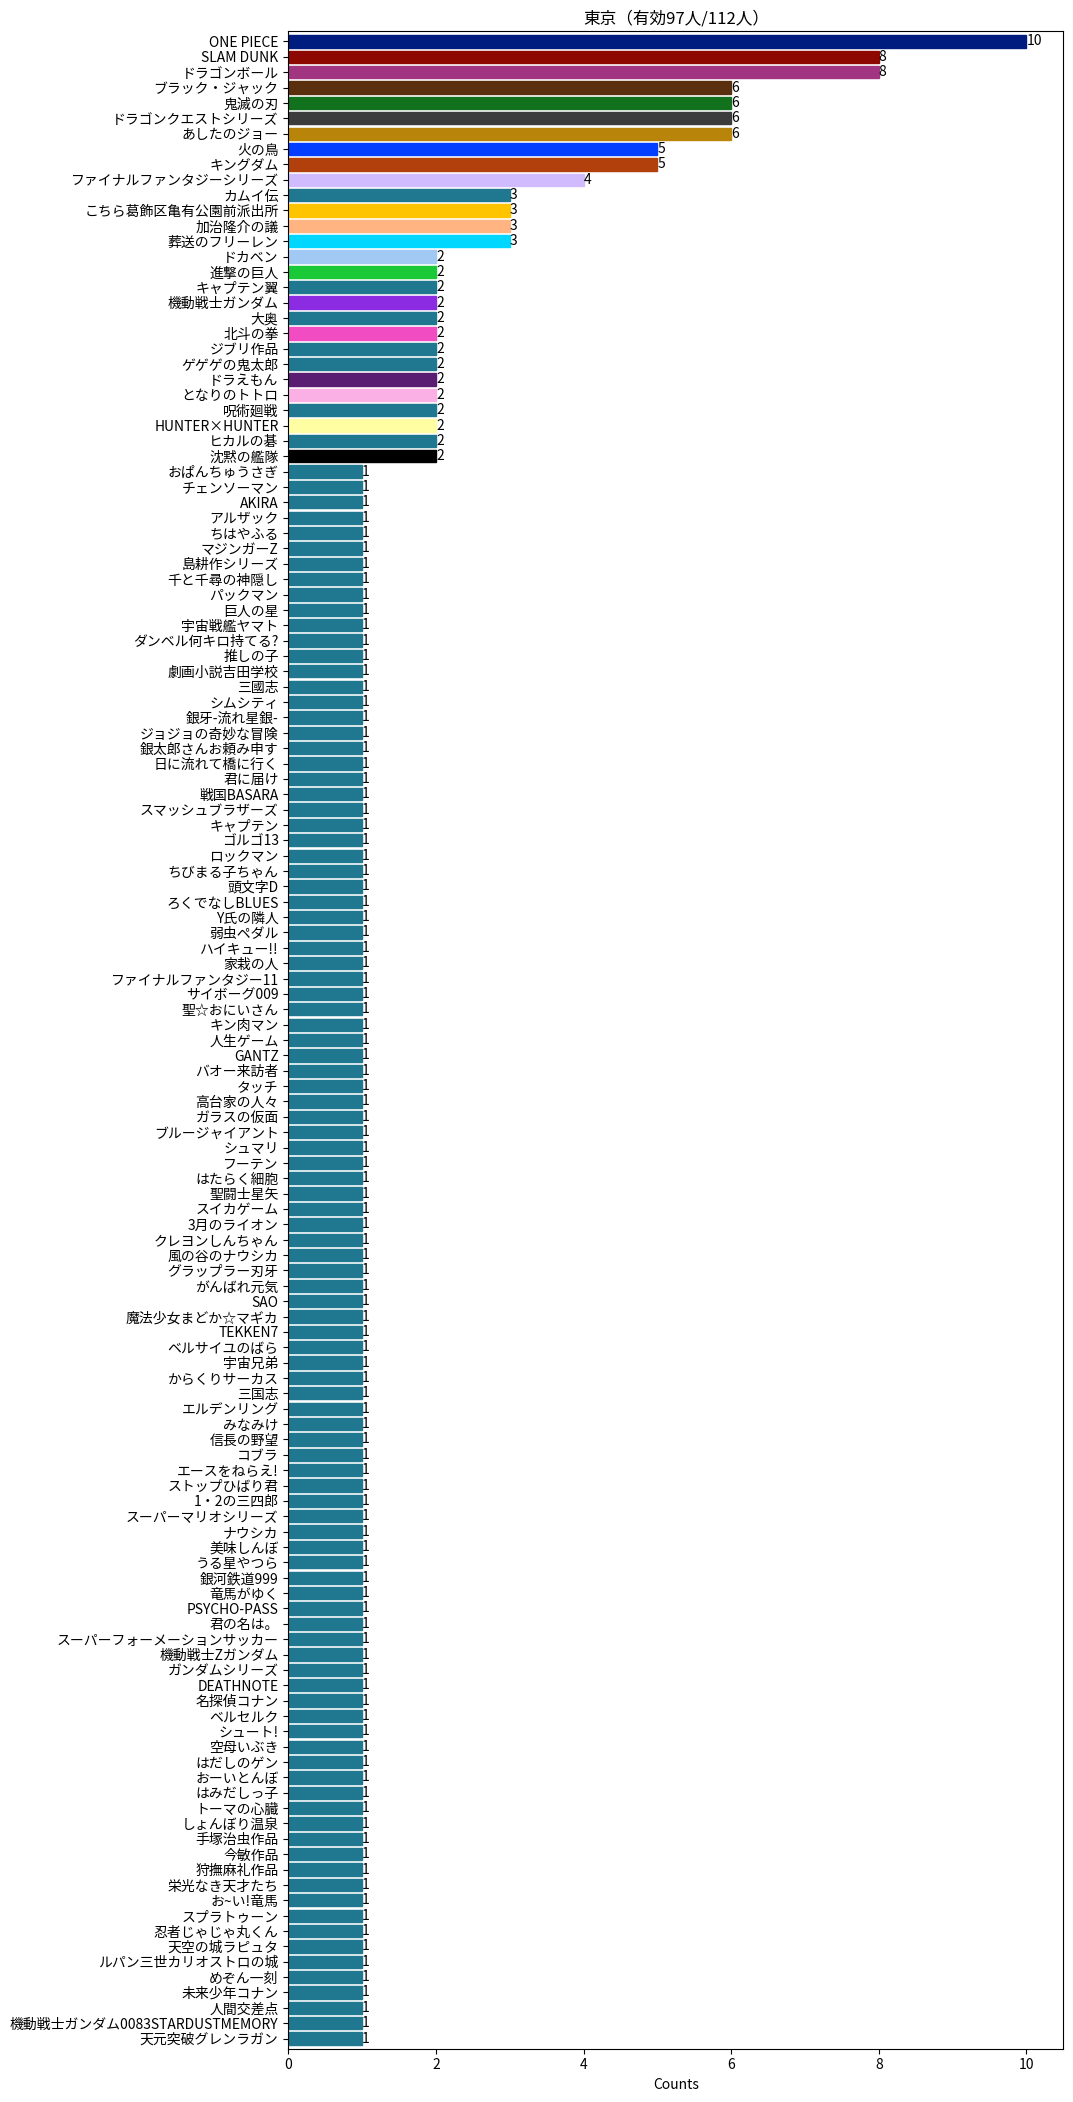 東京（有効97人/112人）
ONE PIECE 10
SLAM DUNK 8
ドラゴンボール 8
ブラック・ジャック 6
鬼滅の刃 6
ドラゴンクエストシリーズ 6
あしたのジョー 6
火の鳥 5
キングダム 5
ファイナルファンタジーシリーズ 4
カムイ伝 3
こちら葛飾区亀有公園前派出所 3
加治隆介の議 3
葬送のフリーレン 3
ドカベン 2
進撃の巨人 2
キャプテン翼 2
機動戦士ガンダム 2
大奥 2
北斗の拳 2
ジブリ作品 2
ゲゲゲの鬼太郎 2
ドラえもん 2
となりのトトロ 2
呪術廻戦 2
HUNTER×HUNTER 2
ヒカルの碁 2
沈黙の艦隊 2
おぱんちゅうさぎ 1
チェンソーマン 1
AKIRA 1
アルザック 1
ちはやふる 1
マジンガーZ 1
島耕作シリーズ 1
千と千尋の神隠し 1
パックマン 1
巨人の星 1
宇宙戦艦ヤマト 1
ダンベル何キロ持てる? 1
推しの子 1
劇画小説吉田学校 1
三國志 1
シムシティ 1
銀牙-流れ星銀- 1
ジョジョの奇妙な冒険 1
銀太郎さんお頼み申す 1
日に流れて橋に行く 1
君に届け 1
戦国BASARA 1
スマッシュブラザーズ 1
キャプテン 1
ゴルゴ13 1
ロックマン 1
ちびまる子ちゃん 1
頭文字D 1
ろくでなしBLUES 1
Y氏の隣人 1
弱虫ペダル 1
ハイキュー!! 1
家栽の人 1
ファイナルファンタジー11 1
サイボーグ009 1
聖☆おにいさん 1
キン肉マン 1
人生ゲーム 1
GANTZ 1
バオー来訪者 1
タッチ 1
高台家の人々 1
ガラスの仮面 1
ブルージャイアント 1
シュマリ 1
フーテン 1
はたらく細胞 1
聖闘士星矢 1
スイカゲーム 1
3月のライオン 1
クレヨンしんちゃん 1
風の谷のナウシカ 1
グラップラー刃牙 1
がんばれ元気 1
SAO 1
魔法少女まどか☆マギカ 1
TEKKEN7 1
ベルサイユのばら 1
宇宙兄弟 1
からくりサーカス 1
三国志 1
エルデンリング 1
みなみけ 1
信長の野望 1
コブラ 1
エースをねらえ! 1
ストップひばり君 1
1・2の三四郎 1
スーパーマリオシリーズ 1
ナウシカ 1
美味しんぼ 1
うる星やつら 1
銀河鉄道999 1
竜馬がゆく 1
PSYCHO-PASS 1
君の名は。 1
スーパーフォーメーションサッカー 1
機動戦士Zガンダム 1
ガンダムシリーズ 1
DEATHNOTE 1
名探偵コナン 1
ベルセルク 1
シュート! 1
空母いぶき 1
はだしのゲン 1
おーいとんぼ 1
はみだしっ子 1
トーマの心臓 1
しょんぼり温泉 1
手塚治虫作品 1
今敏作品 1
狩撫麻礼作品 1
栄光なき天才たち 1
お~い!竜馬 1
スプラトゥーン 1
忍者じゃじゃ丸くん 1
天空の城ラピュタ 1
ルパン三世カリオストロの城 1
めぞん一刻 1
未来少年コナン 1
人間交差点 1
機動戦士ガンダム0083STARDUSTMEMORY 1
天元突破グレンラガン 1
0 2 4 6 8 10
Counts